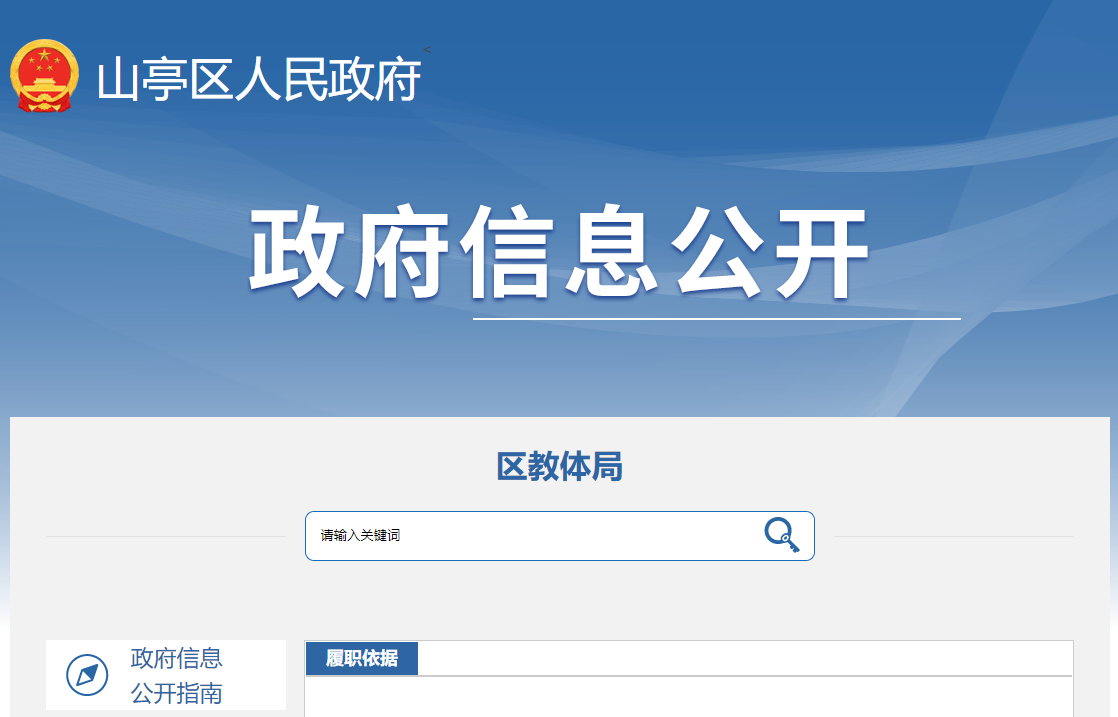 山亭区人民政府
<
政府信息公开
区教体局
请输入关键词
政府信息
公开指南
履职依据